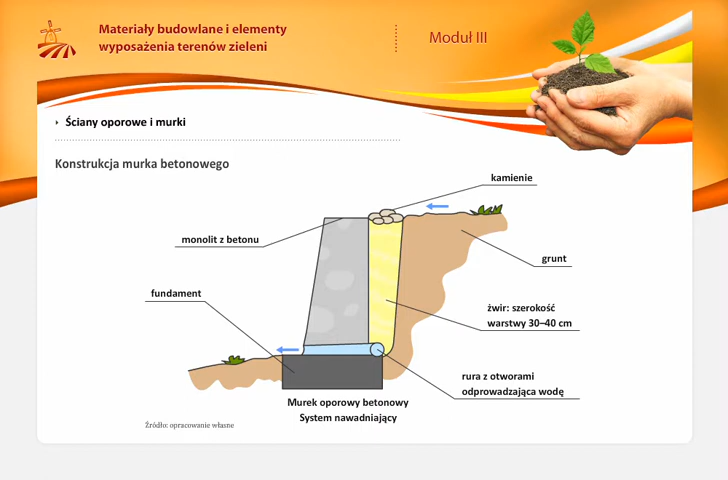 Materiały budowlane i elementy
wyposażenia terenów zieleni
Moduł III
Ściany oporowe i murki
Konstrukcja murka betonowego
kamienie
monolit z betonu
grunt
fundament
żwir: szerokość
warstwy 30–40 cm
rura z otworami
odprowadzająca wodę
Murek oporowy betonowy
System nawadniający
Źródło: opracowanie własne